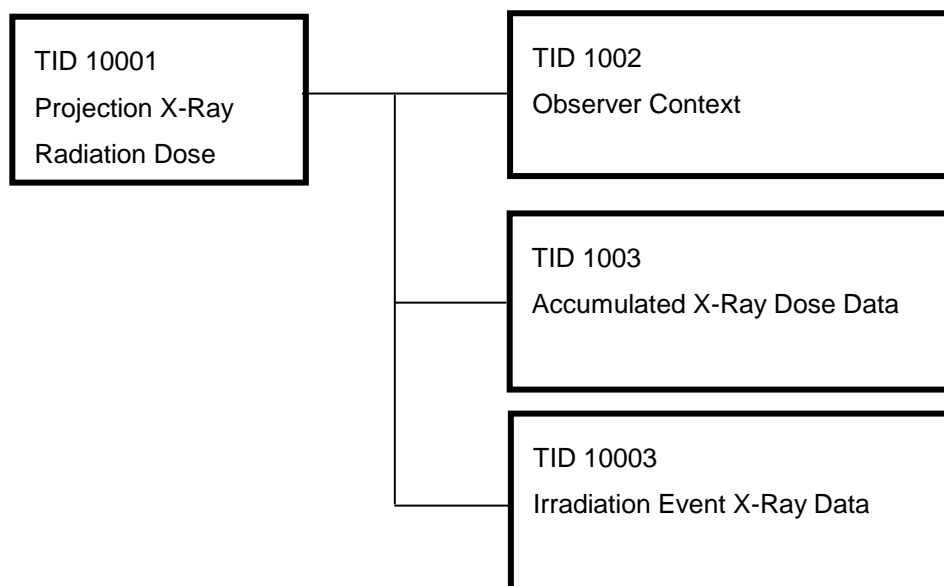 TID 10001
Projection X-Ray
Radiation Dose
TID 1002
Observer Context
TID 1003
Accumulated X-Ray Dose Data
TID 10003
Irradiation Event X-Ray Data